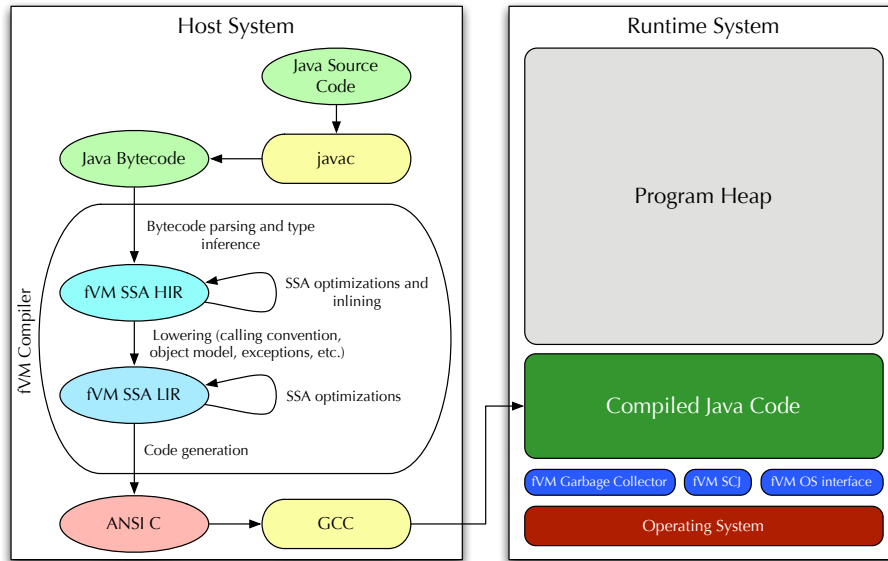 Host System
Java Source
Code
javac
Java Bytecode
Bytecode parsing and type
inference
fVM Compiler
fVM SSA HIR
SSA optimizations and
inlining
Lowering (calling convention,
object model, exceptions, etc.)
fVM SSA LIR
SSA optimizations
Code generation
ANSI C
GCC
Runtime System
Program Heap
Compiled Java Code
fVM Garbage Collector
fVM SCJ
fVM OS interface
Operating System